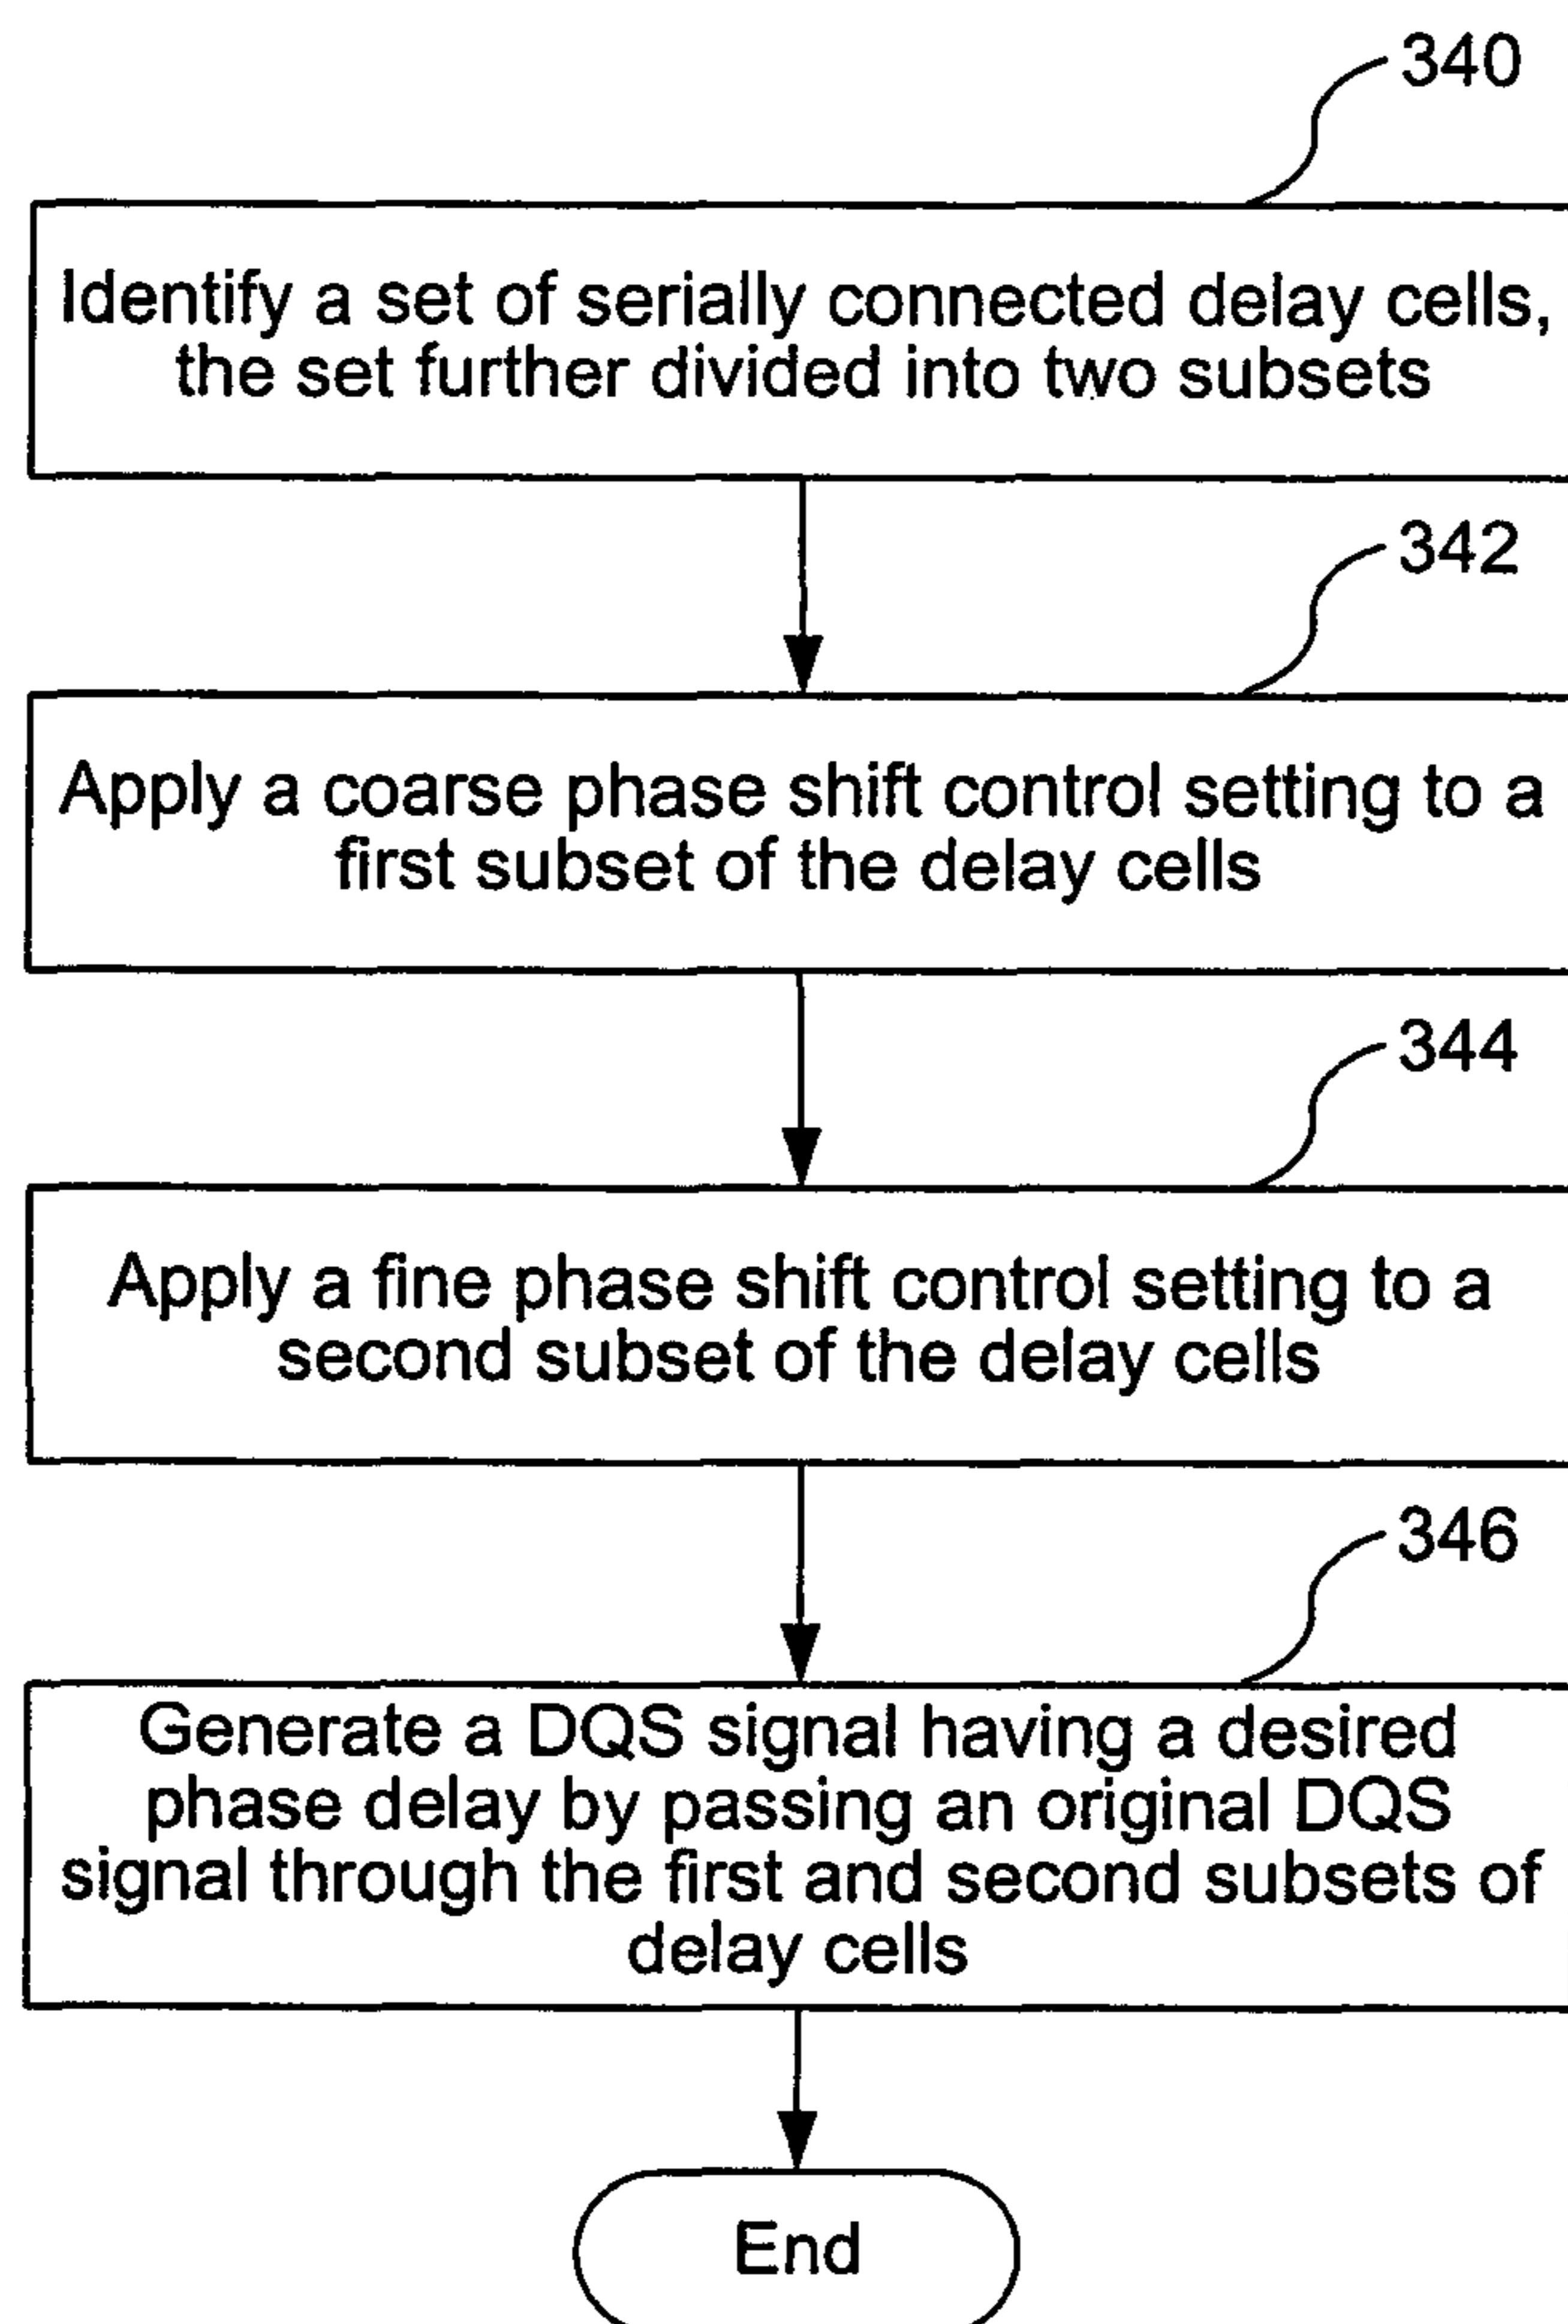 340
Identify a set of serially connected delay cells,
the set further divided into two subsets
342
Apply a coarse phase shift control setting to a
first subset of the delay cells
344
Apply a fine phase shift control setting to a
second subset of the delay cells
346
Generate a DQS signal having a desired
phase delay by passing an original DQS
signal through the first and second subsets of
delay cells
End